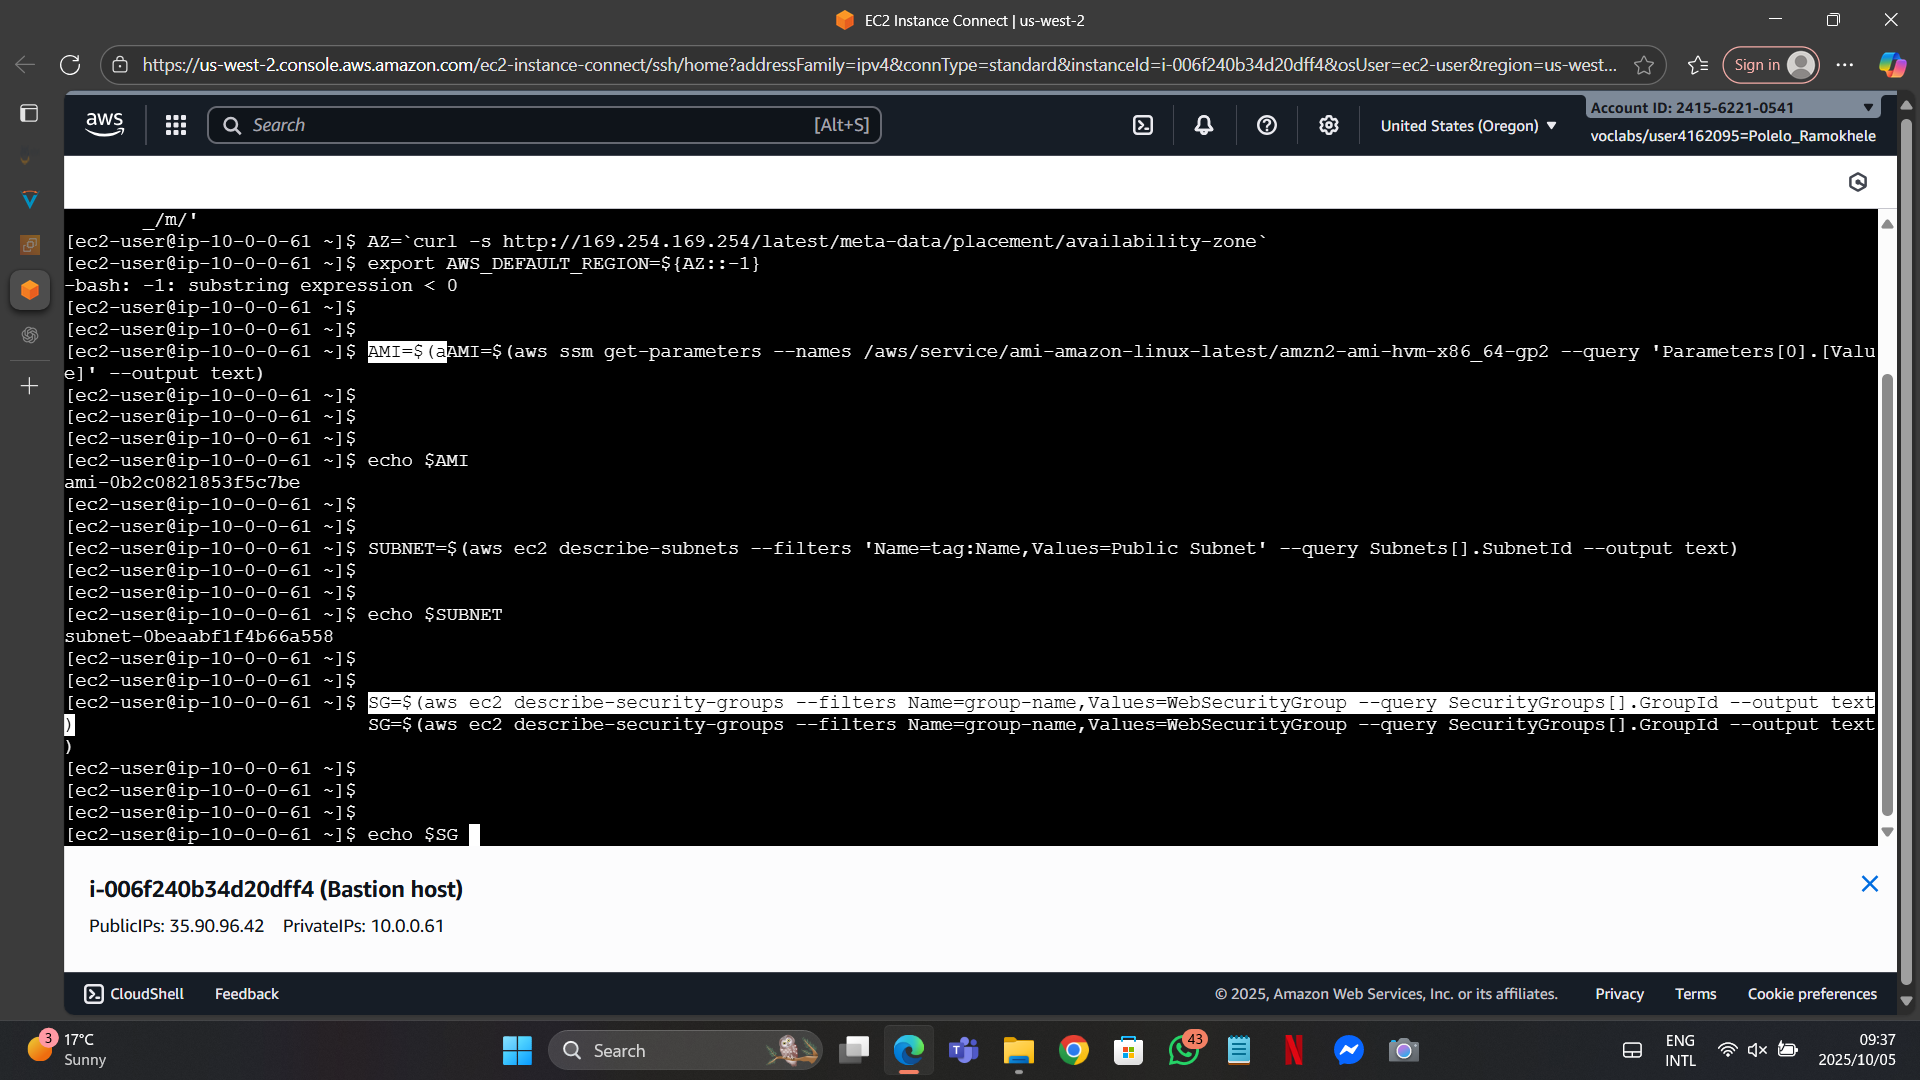 EC2 Instance Connect | us-west-2
https://us-west-2.console.aws.amazon.com/ec2-instance-connect/ssh/home?addressFamily=ipv4&connType=standard&instanceId=i-006f240b34d20dff4&osUser=ec2-user&region=us-west...
Sign in
aws
Search
[Alt+S]
United States (Oregon)
Account ID: 2415-6221-0541
voclabs/user4162095=Polelo_Ramokhele
_/m/'
[ec2-user@ip-10-0-0-61 ~]$ AZ=`curl -s http://169.254.169.254/latest/meta-data/placement/availability-zone`
[ec2-user@ip-10-0-0-61 ~]$ export AWS_DEFAULT_REGION=${AZ::-1}
-bash: -1: substring expression < 0
[ec2-user@ip-10-0-0-61 ~]$
[ec2-user@ip-10-0-0-61 ~]$
[ec2-user@ip-10-0-0-61 ~]$ AMI=$(aAMI=$(aws ssm get-parameters --names /aws/service/ami-amazon-linux-latest/amzn2-ami-hvm-x86_64-gp2 --query 'Parameters[0].[Valu
e]' --output text)
[ec2-user@ip-10-0-0-61 ~]$
[ec2-user@ip-10-0-0-61 ~]$
[ec2-user@ip-10-0-0-61 ~]$
[ec2-user@ip-10-0-0-61 ~]$ echo $AMI
ami-0b2c0821853f5c7be
[ec2-user@ip-10-0-0-61 ~]$
[ec2-user@ip-10-0-0-61 ~]$
[ec2-user@ip-10-0-0-61 ~]$ SUBNET=$(aws ec2 describe-subnets --filters 'Name=tag:Name,Values=Public Subnet' --query Subnets[].SubnetId --output text)
[ec2-user@ip-10-0-0-61 ~]$
[ec2-user@ip-10-0-0-61 ~]$
[ec2-user@ip-10-0-0-61 ~]$ echo $SUBNET
subnet-0beaabf1f4b66a558
[ec2-user@ip-10-0-0-61 ~]$
[ec2-user@ip-10-0-0-61 ~]$
[ec2-user@ip-10-0-0-61 ~]$ SG=$(aws ec2 describe-security-groups --filters Name=group-name,Values=WebSecurityGroup --query SecurityGroups[].GroupId --output text
) SG=$(aws ec2 describe-security-groups --filters Name=group-name,Values=WebSecurityGroup --query SecurityGroups[].GroupId --output text
)
[ec2-user@ip-10-0-0-61 ~]$
[ec2-user@ip-10-0-0-61 ~]$
[ec2-user@ip-10-0-0-61 ~]$
[ec2-user@ip-10-0-0-61 ~]$ echo $SG
i-006f240b34d20dff4 (Bastion host)
PublicIPs: 35.90.96.42 PrivateIPs: 10.0.0.61
CloudShell
Feedback
© 2025, Amazon Web Services, Inc. or its affiliates.
Privacy
Terms
Cookie preferences
3
17°C
Sunny
Search
43
ENG
INTL
09:37
2025/10/05